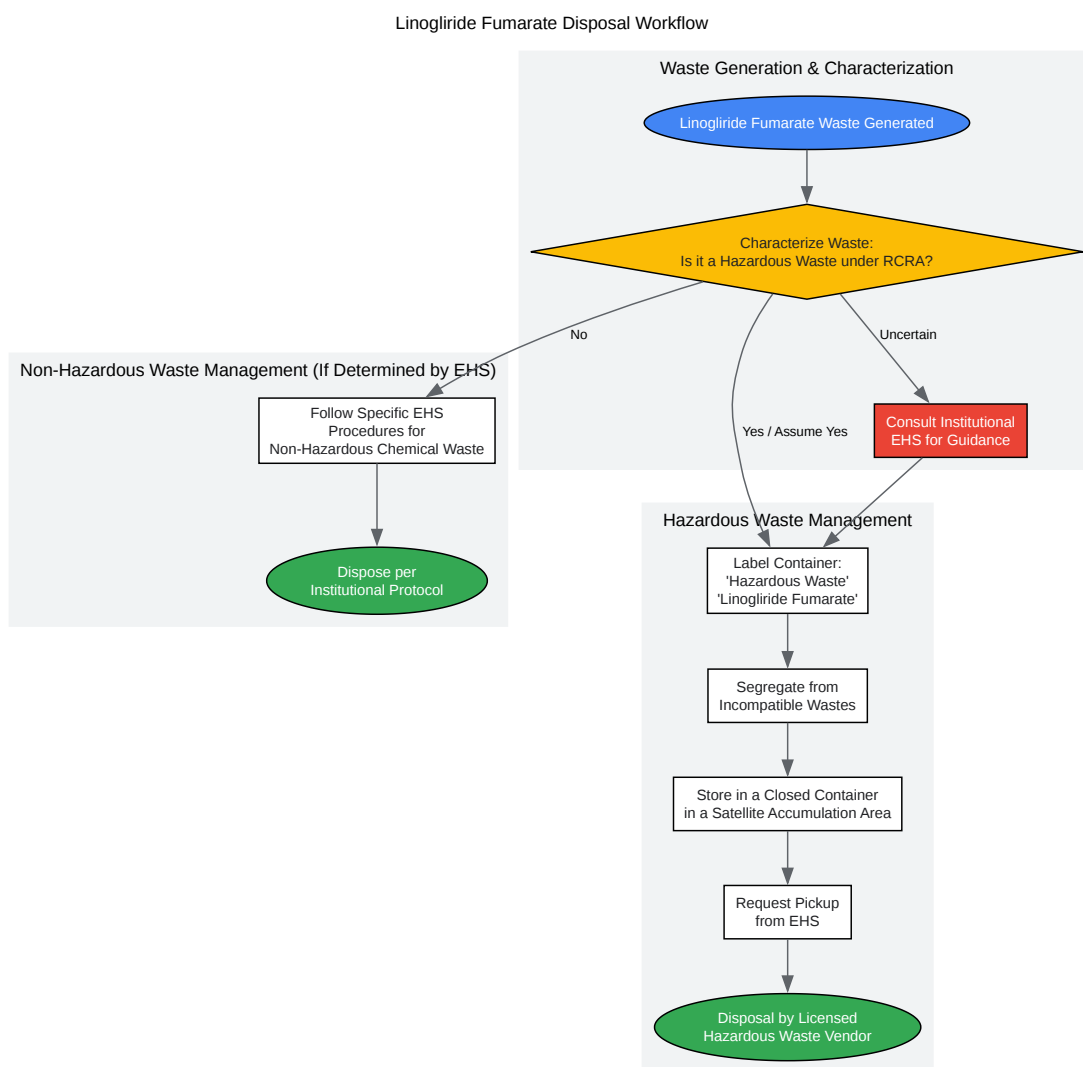 Linogliride Fumarate Disposal Workflow
Waste Generation & Characterization
Linogliride Fumarate Waste Generated
Characterize Waste:
Is it a Hazardous Waste under RCRA?
No
Uncertain
Yes / Assume Yes
Non-Hazardous Waste Management (If Determined by EHS)
Follow Specific EHS
Procedures for
Non-Hazardous Chemical Waste
Dispose per
Institutional Protocol
Consult Institutional
EHS for Guidance
Hazardous Waste Management
Label Container:
'Hazardous Waste'
'Linogliride Fumarate'
Segregate from
Incompatible Wastes
Store in a Closed Container
in a Satellite Accumulation Area
Request Pickup
from EHS
Disposal by Licensed
Hazardous Waste Vendor